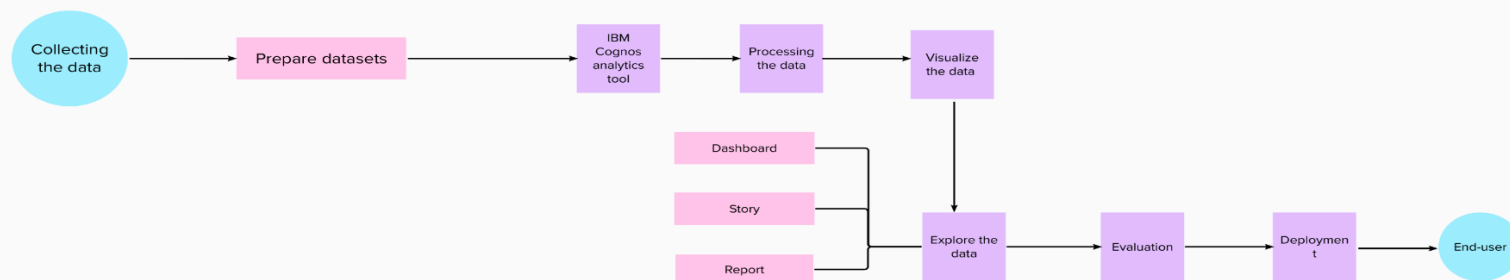 Collecting
the data
Prepare datasets
IBM
Cognos
analytics
tool
Processing
the data
Visualize
the data
Dashboard
Story
Report
Explore the
data
Evaluation
Deploymen
t
End-user